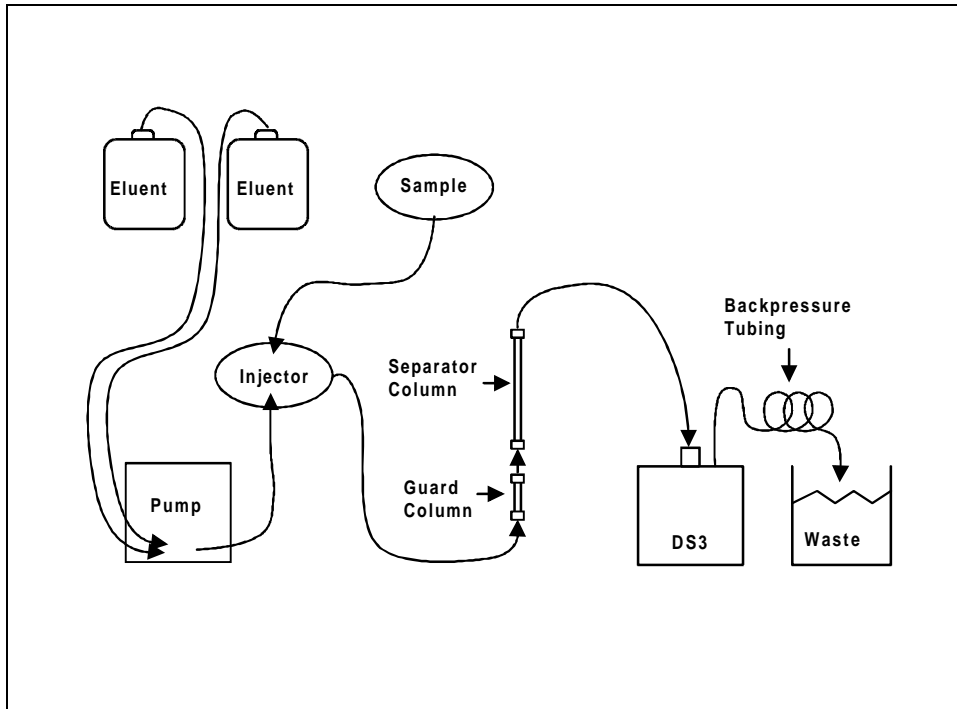 Eluent
Eluent
Sample
Backpressure
Tubing
Separator
Column
Injector
Guard
Column
Pump
DS3
Waste